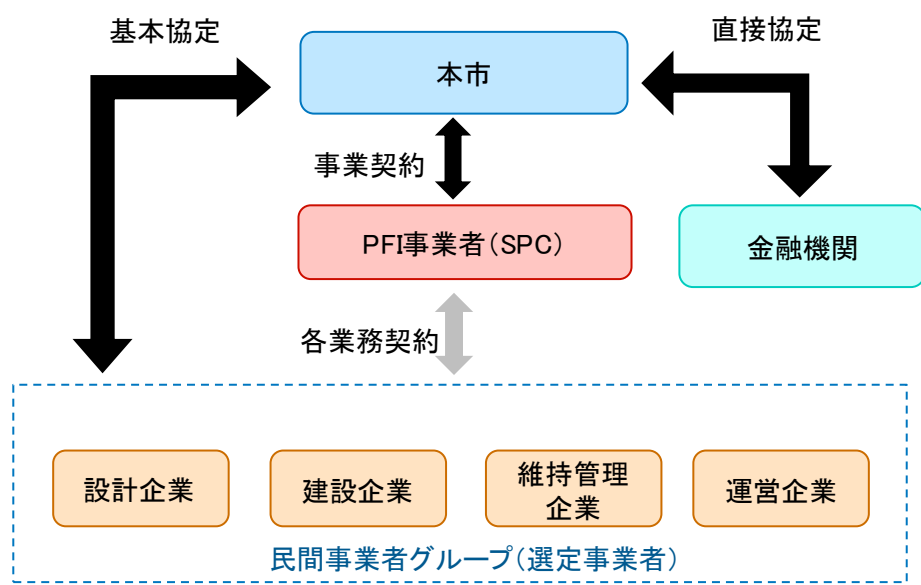 基本協定
直接協定
本市
事業契約
PFI事業者(SPC)
金融機関
各業務契約
設計企業
建設企業
維持管理
企業
運営企業
民間事業者グループ(選定事業者)